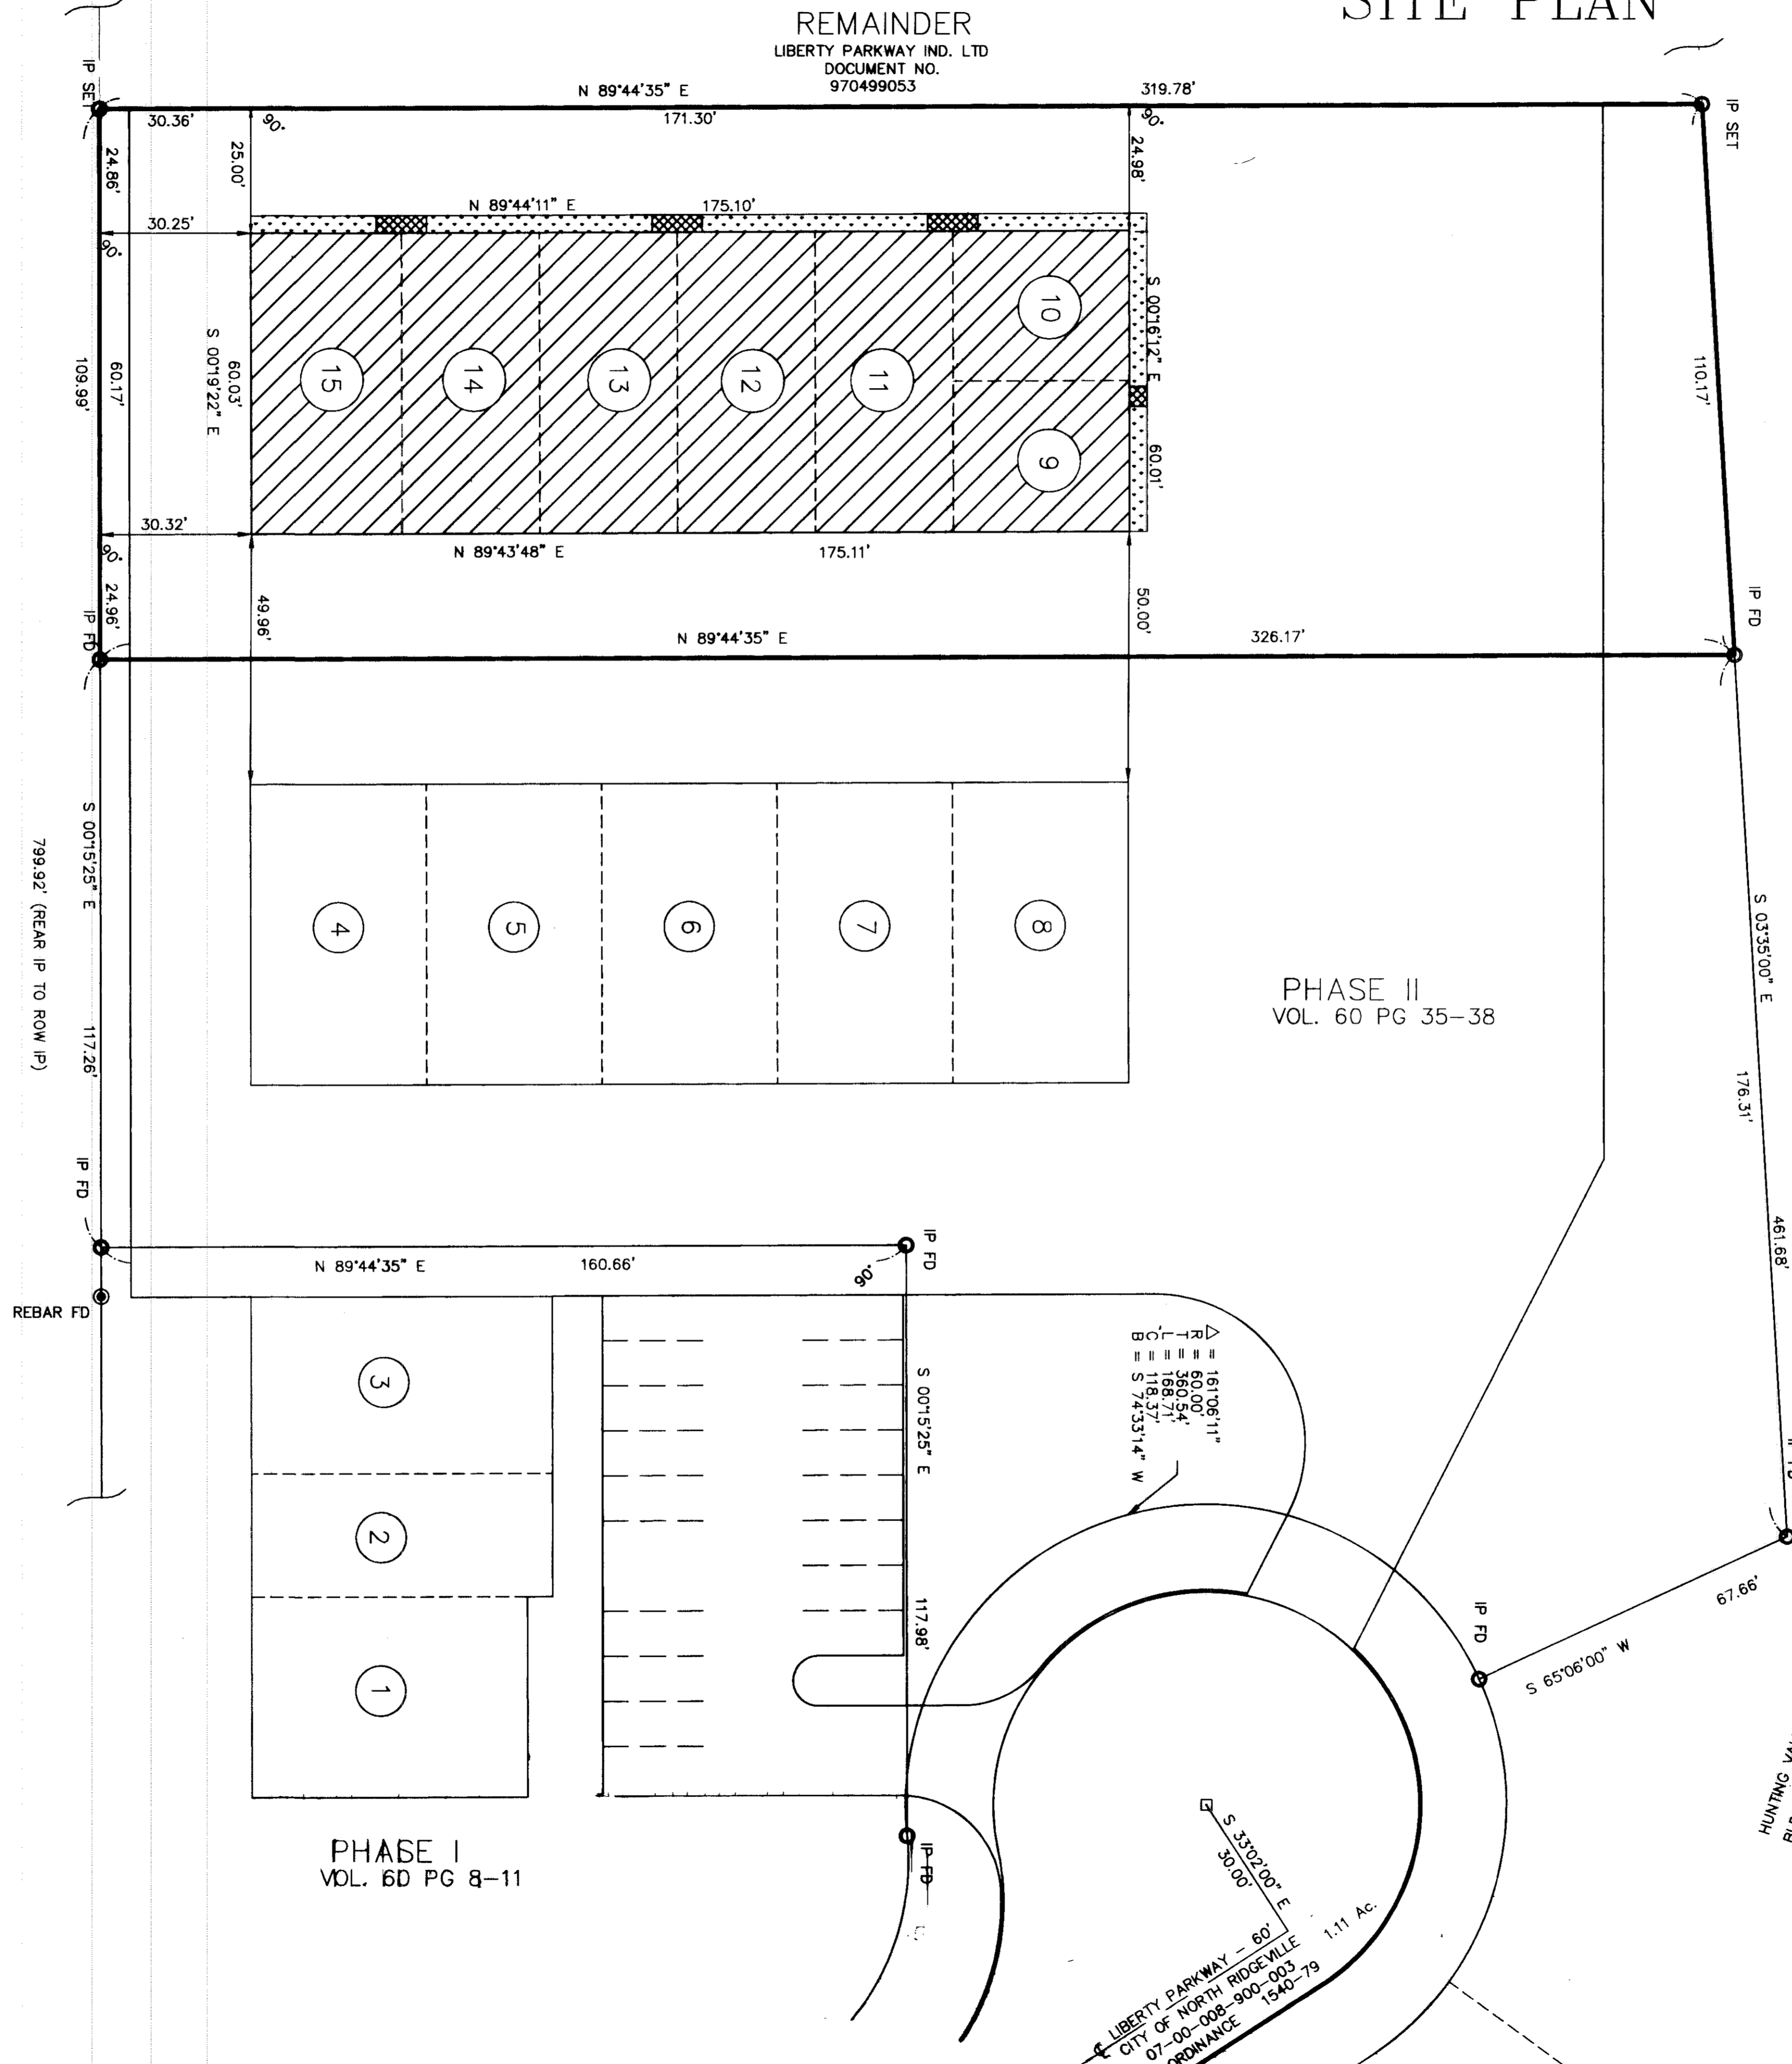 SITE PLAN
REMAINDER
LIBERTY PARKWAY IND. LTD
DOCUMENT NO.
970499053
N 89°44'35" E
319.78'
IP SET
IP SET
30.36'
90°
171.30'
90°
24.86'
25.00'
24.98'
N 89°44'11" E
175.10'
30.25'
90°
S 00°16'12" E
60.01'
10
15
14
13
12
11
9
60.17'
109.99'
60.03'
S 00°19'22" E
110.17'
30.32'
90°
N 89°43'48" E
175.11'
24.96'
IP FD
49.96'
50.00'
IP FD
N 89°44'35" E
326.17'
S 00°15'25" E
117.26'
799.92' (REAR IP TO ROW IP)
4
5
6
7
8
S 03°35'00" E
176.31'
461.68'
PHASE II
VOL. 60 PG 35-38
IP FD
IP FD
N 89°44'35" E
160.66'
90°
REBAR FD
Δ = 161°06'11"
R = 60.00'
T = 360.54'
L = 168.71'
C = 118.37'
B = S 74°33'14" W
3
2
1
S 00°15'25" E
117.98'
IP FD
67.66'
S 65°06'00" W
HUNTING
PHASE I
VOL. 60 PG 8-11
IP FD
S 33°02'00" E
30.00'
1.11 Ac.
℄ LIBERTY PARKWAY - 60'
CITY OF NORTH RIDGEVILLE
07-00-008-900-003
ORDINANCE 1540-79